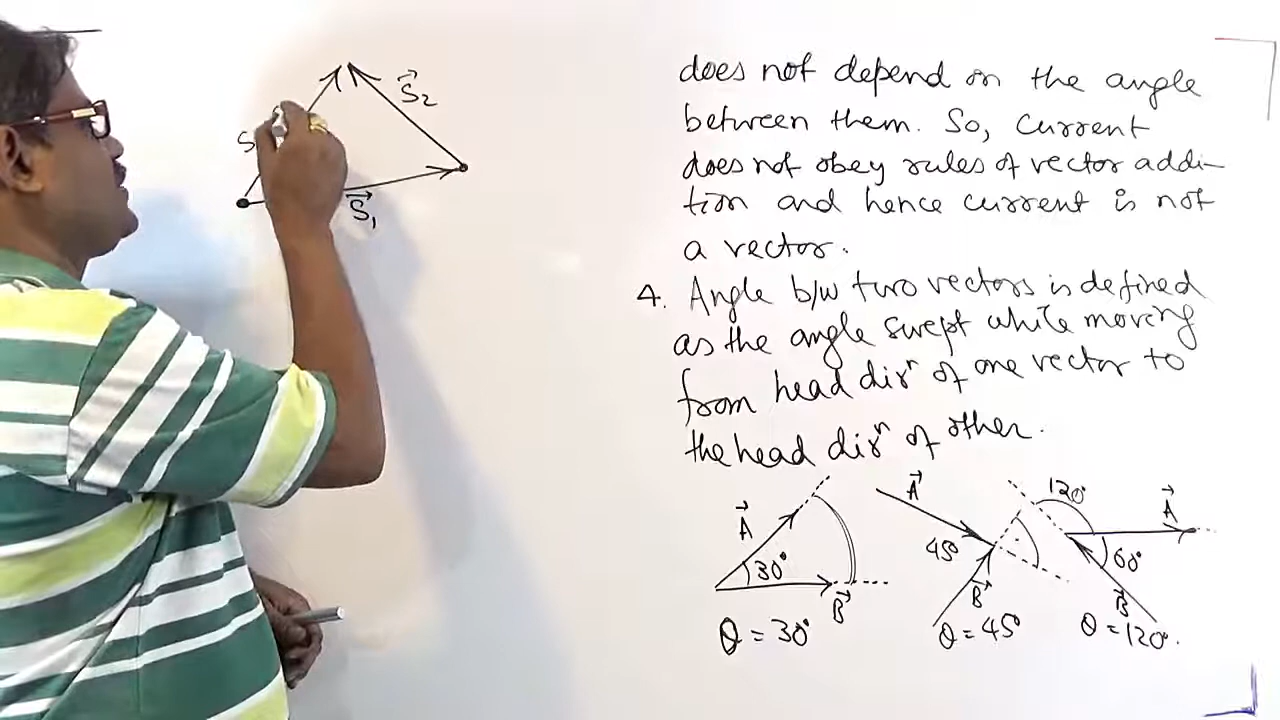 S⃗₂
S
S⃗₁
does not depend on the angle
between them. So, current
does not obey rules of vector addi-
tion and hence current is not
a vector.
4. Angle b/w two vectors is defined
as the angle swept while moving
from head dirⁿ of one vector to
the head dirⁿ of other.
A⃗
30°
B⃗
θ = 30°
A⃗
45°
B⃗
θ = 45°
120°
A⃗
60°
B⃗
θ = 120°.